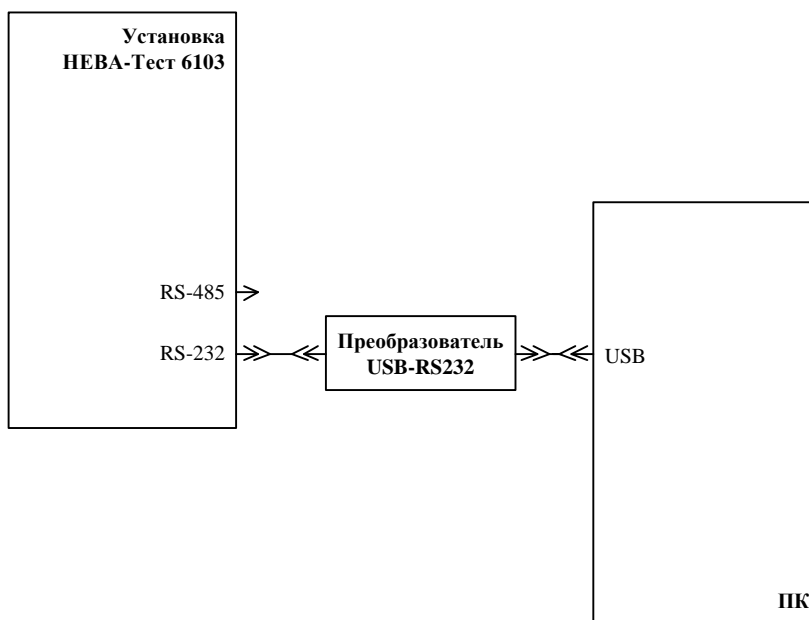 Установка
НЕВА-Тест 6103
RS-485
RS-232
Преобразователь
USB-RS232
USB
ПК